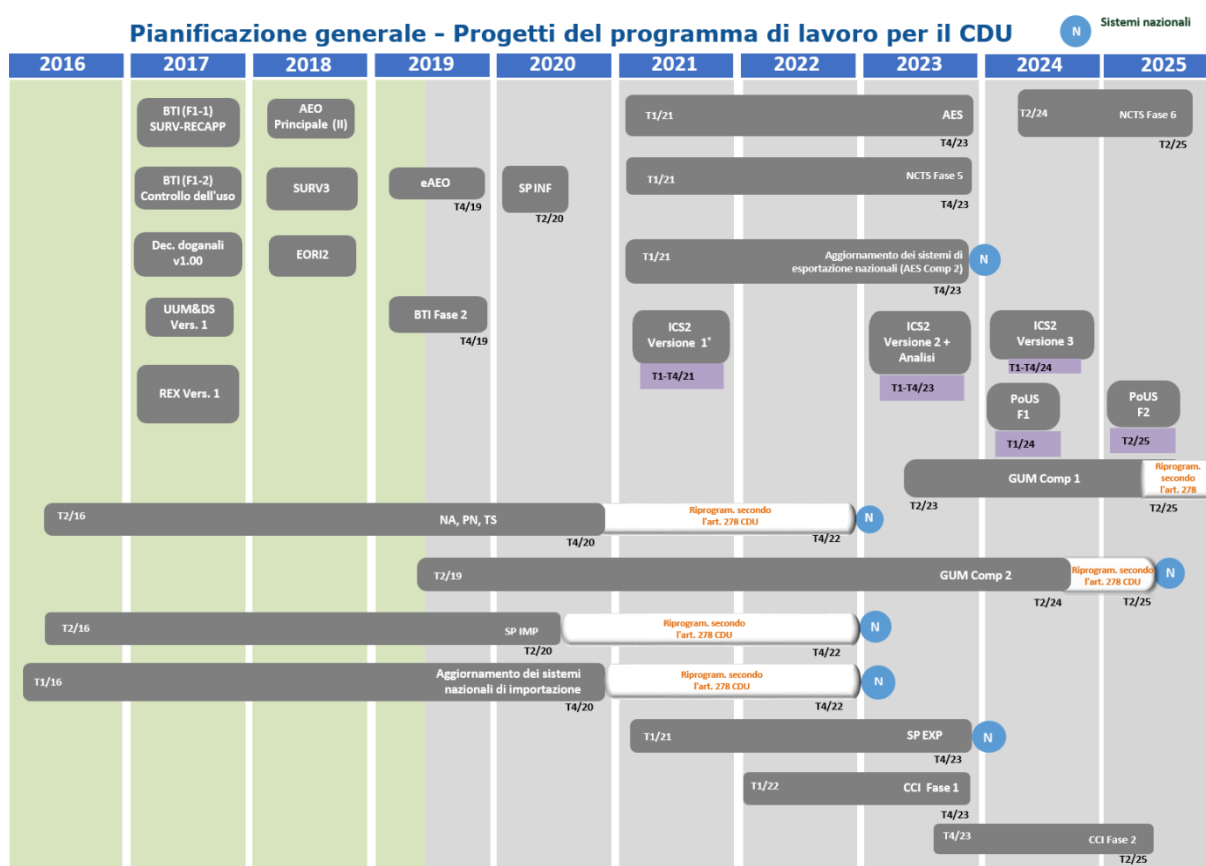 Pianificazione generale - Progetti del programma di lavoro per il CDU
N
Sistemi nazionali
2016
2017
2018
2019
2020
2021
2022
2023
2024
2025
BTI (F1-1)
SURV-RECAPP
AEO
Principale (II)
T1/21
AES
T4/23
T2/24
NCTS Fase 6
T2/25
BTI (F1-2)
Controllo dell'uso
SURV3
eAEO
T4/19
SP INF
T2/20
T1/21
NCTS Fase 5
T4/23
Dec. doganali
v1.00
EORI2
T1/21
Aggiornamento dei sistemi di
esportazione nazionali (AES Comp 2)
T4/23
N
UUM&DS
Vers. 1
BTI Fase 2
T4/19
ICS2
Versione 1*
T1-T4/21
ICS2
Versione 2 +
Analisi
T1-T4/23
ICS2
Versione 3
T1-T4/24
REX Vers. 1
PoUS
F1
T1/24
PoUS
F2
T2/25
GUM Comp 1
T2/23
Riprogram.
secondo
l'art. 278
T2/25
T2/16
NA, PN, TS
T4/20
Riprogram. secondo
l'art. 278 CDU
T4/22
N
T2/19
GUM Comp 2
T2/24
Riprogram. secondo
l'art. 278 CDU
T2/25
N
T2/16
SP IMP
T2/20
Riprogram. secondo
l'art. 278 CDU
T4/22
N
T1/16
Aggiornamento dei sistemi
nazionali di importazione
T4/20
Riprogram. secondo
l'art. 278 CDU
T4/22
N
T1/21
SP EXP
T4/23
N
T1/22
CCI Fase 1
T4/23
T4/23
CCI Fase 2
T2/25